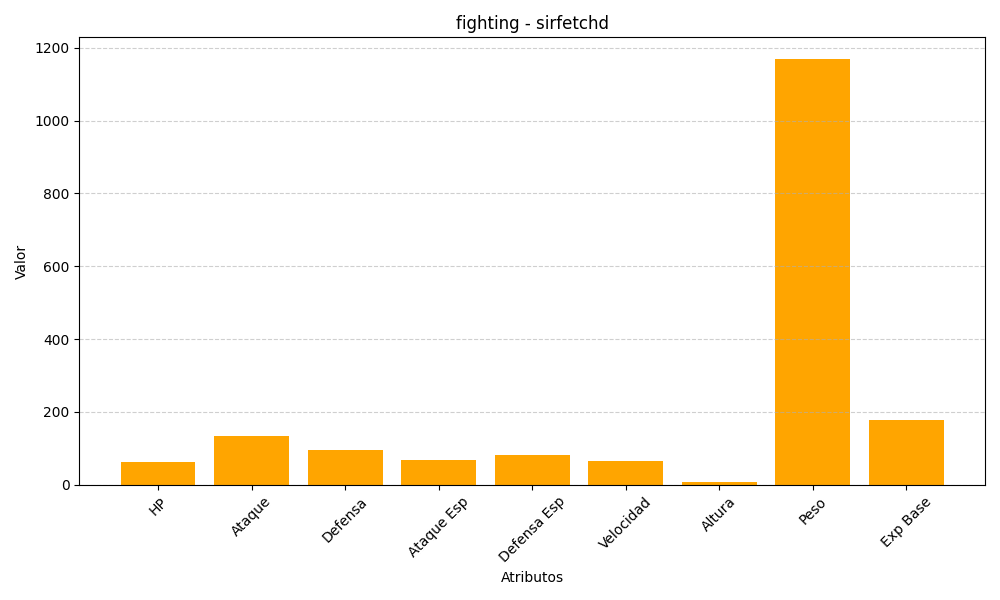 fighting - sirfetchd
1200
1000
800
600
400
200
0
Valor
HP
Ataque
Defensa
Ataque Esp
Defensa Esp
Velocidad
Altura
Peso
Exp Base
Atributos